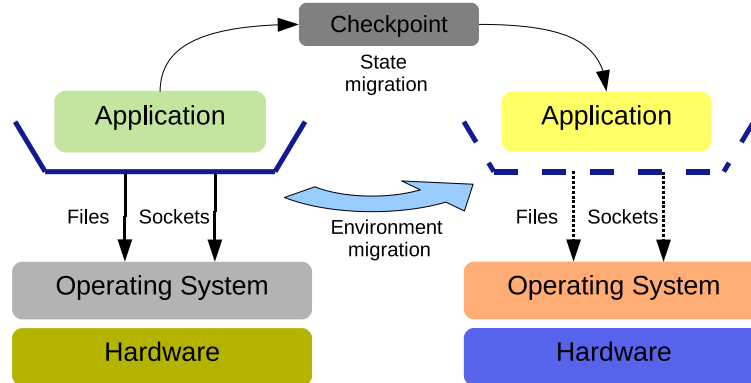 Checkpoint
State
migration
Application
Application
Files
Sockets
Files
Sockets
Environment
migration
Operating System
Operating System
Hardware
Hardware